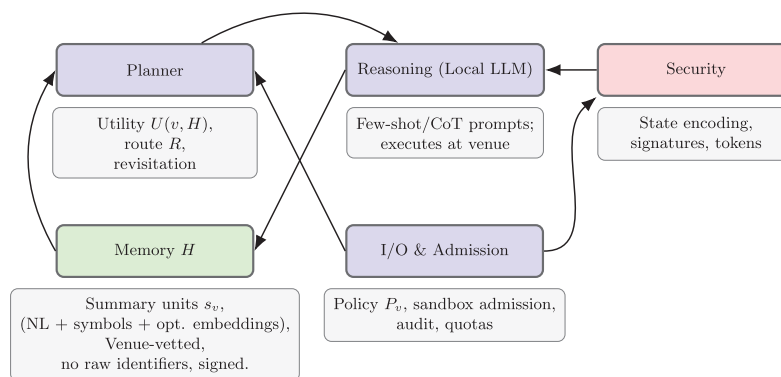 Planner
Reasoning (Local LLM)
Security
Utility U(v, H),
route R,
revisitation
Few-shot/CoT prompts;
executes at venue
State encoding,
signatures, tokens
Memory H
I/O & Admission
Summary units s_v,
(NL + symbols + opt. embeddings),
Venue-vetted,
no raw identifiers, signed.
Policy P_v, sandbox admission,
audit, quotas